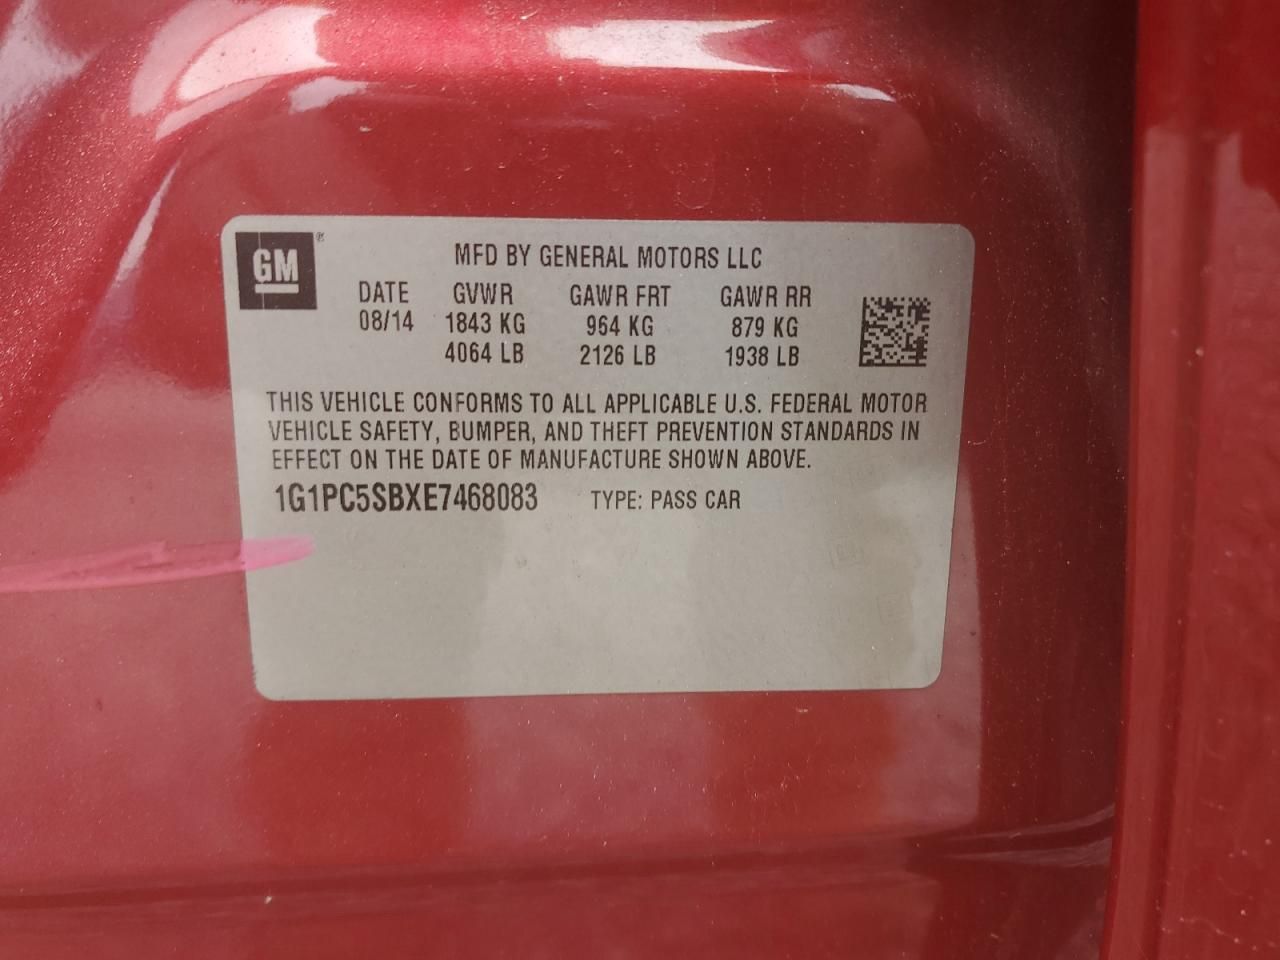 GM®
MFD BY GENERAL MOTORS LLC
DATE GVWR GAWR FRT GAWR RR
08/14 1843 KG 964 KG 879 KG
4064 LB 2126 LB 1938 LB
THIS VEHICLE CONFORMS TO ALL APPLICABLE U.S. FEDERAL MOTOR
VEHICLE SAFETY, BUMPER, AND THEFT PREVENTION STANDARDS IN
EFFECT ON THE DATE OF MANUFACTURE SHOWN ABOVE.
1G1PC5SBXE7468083 TYPE: PASS CAR